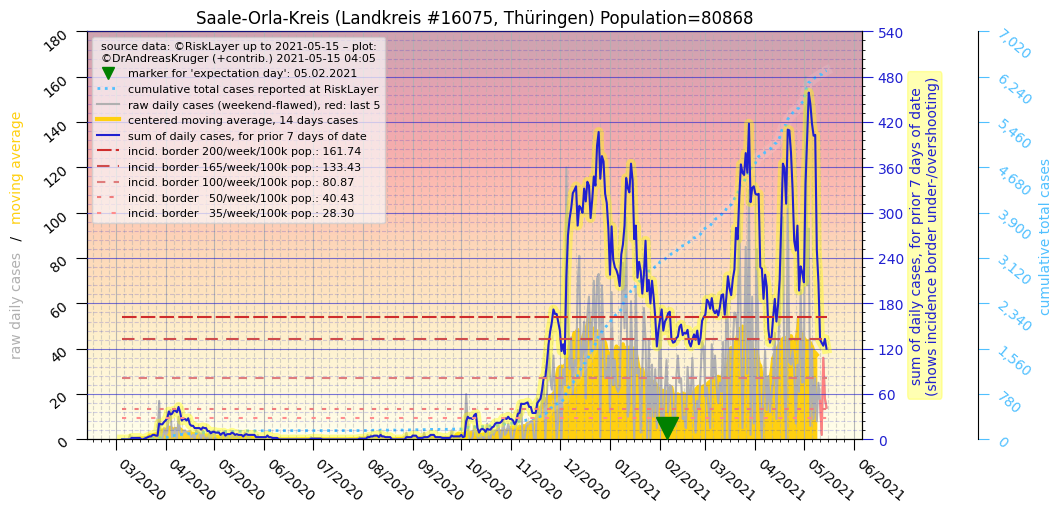 Saale-Orla-Kreis (Landkreis #16075, Thüringen) Population=80868
source data: ©RiskLayer up to 2021-05-15 – plot:
©DrAndreasKruger (+contrib.) 2021-05-15 04:05
marker for 'expectation day': 05.02.2021
cumulative total cases reported at RiskLayer
raw daily cases (weekend-flawed), red: last 5
centered moving average, 14 days cases
sum of daily cases, for prior 7 days of date
incid. border 200/week/100k pop.: 161.74
incid. border 165/week/100k pop.: 133.43
incid. border 100/week/100k pop.: 80.87
incid. border   50/week/100k pop.: 40.43
incid. border   35/week/100k pop.: 28.30
raw daily cases / moving average
180
160
140
120
100
80
60
40
20
0
540
480
420
360
300
240
180
120
60
0
sum of daily cases, for prior 7 days of date
(shows incidence border under-/overshooting)
7,020
6,240
5,460
4,680
3,900
3,120
2,340
1,560
780
0
cumulative total cases
03/2020
04/2020
05/2020
06/2020
07/2020
08/2020
09/2020
10/2020
11/2020
12/2020
01/2021
02/2021
03/2021
04/2021
05/2021
06/2021